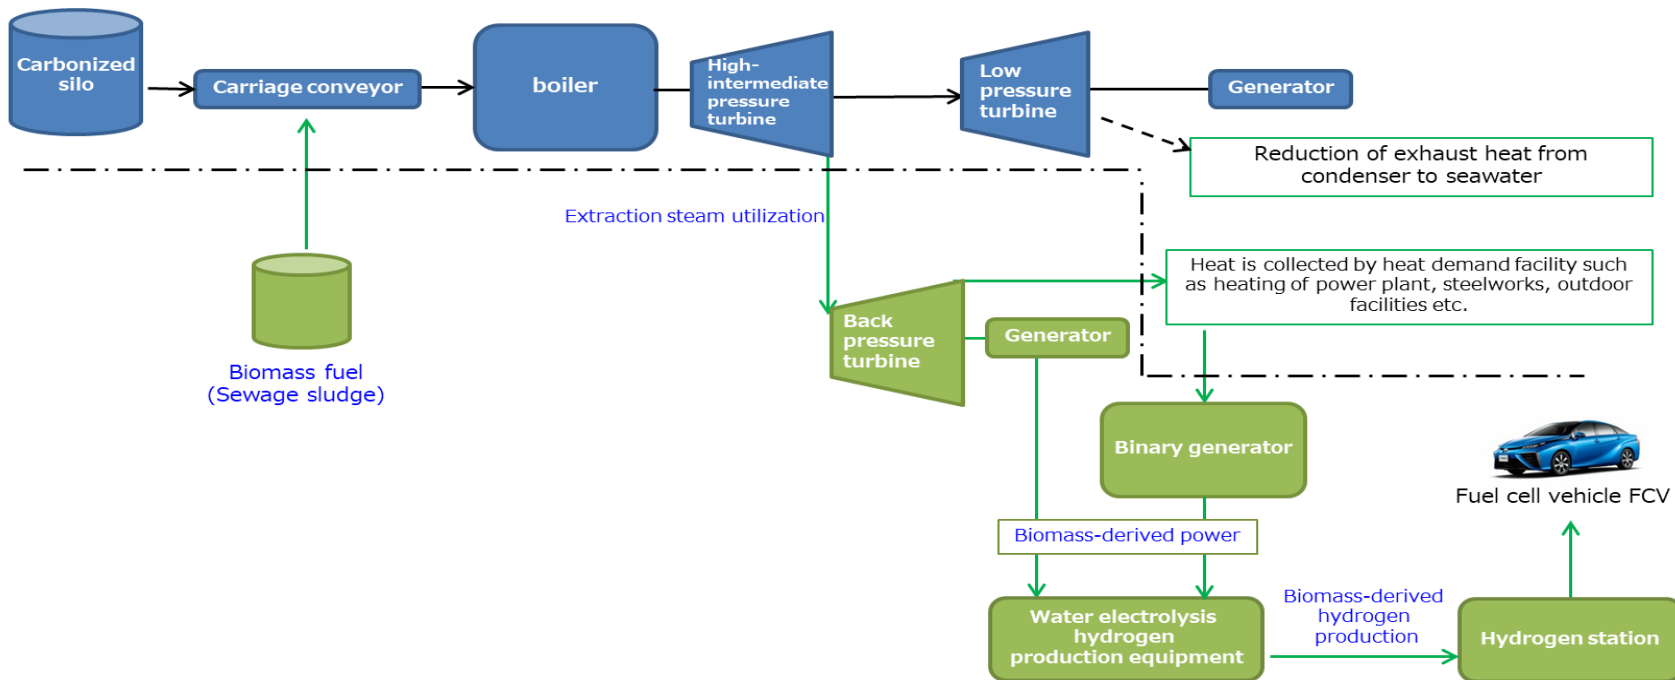 Carbonized
silo
Carriage conveyor
boiler
High-
intermediate
pressure
turbine
Low
pressure
turbine
Generator
Reduction of exhaust heat from
condenser to seawater
Extraction steam utilization
Heat is collected by heat demand facility such
as heating of power plant, steelworks, outdoor
facilities etc.
Back
pressure
turbine
Generator
Biomass fuel
(Sewage sludge)
Binary generator
Fuel cell vehicle FCV
Biomass-derived power
Water electrolysis
hydrogen
production equipment
Biomass-derived
hydrogen
production
Hydrogen station